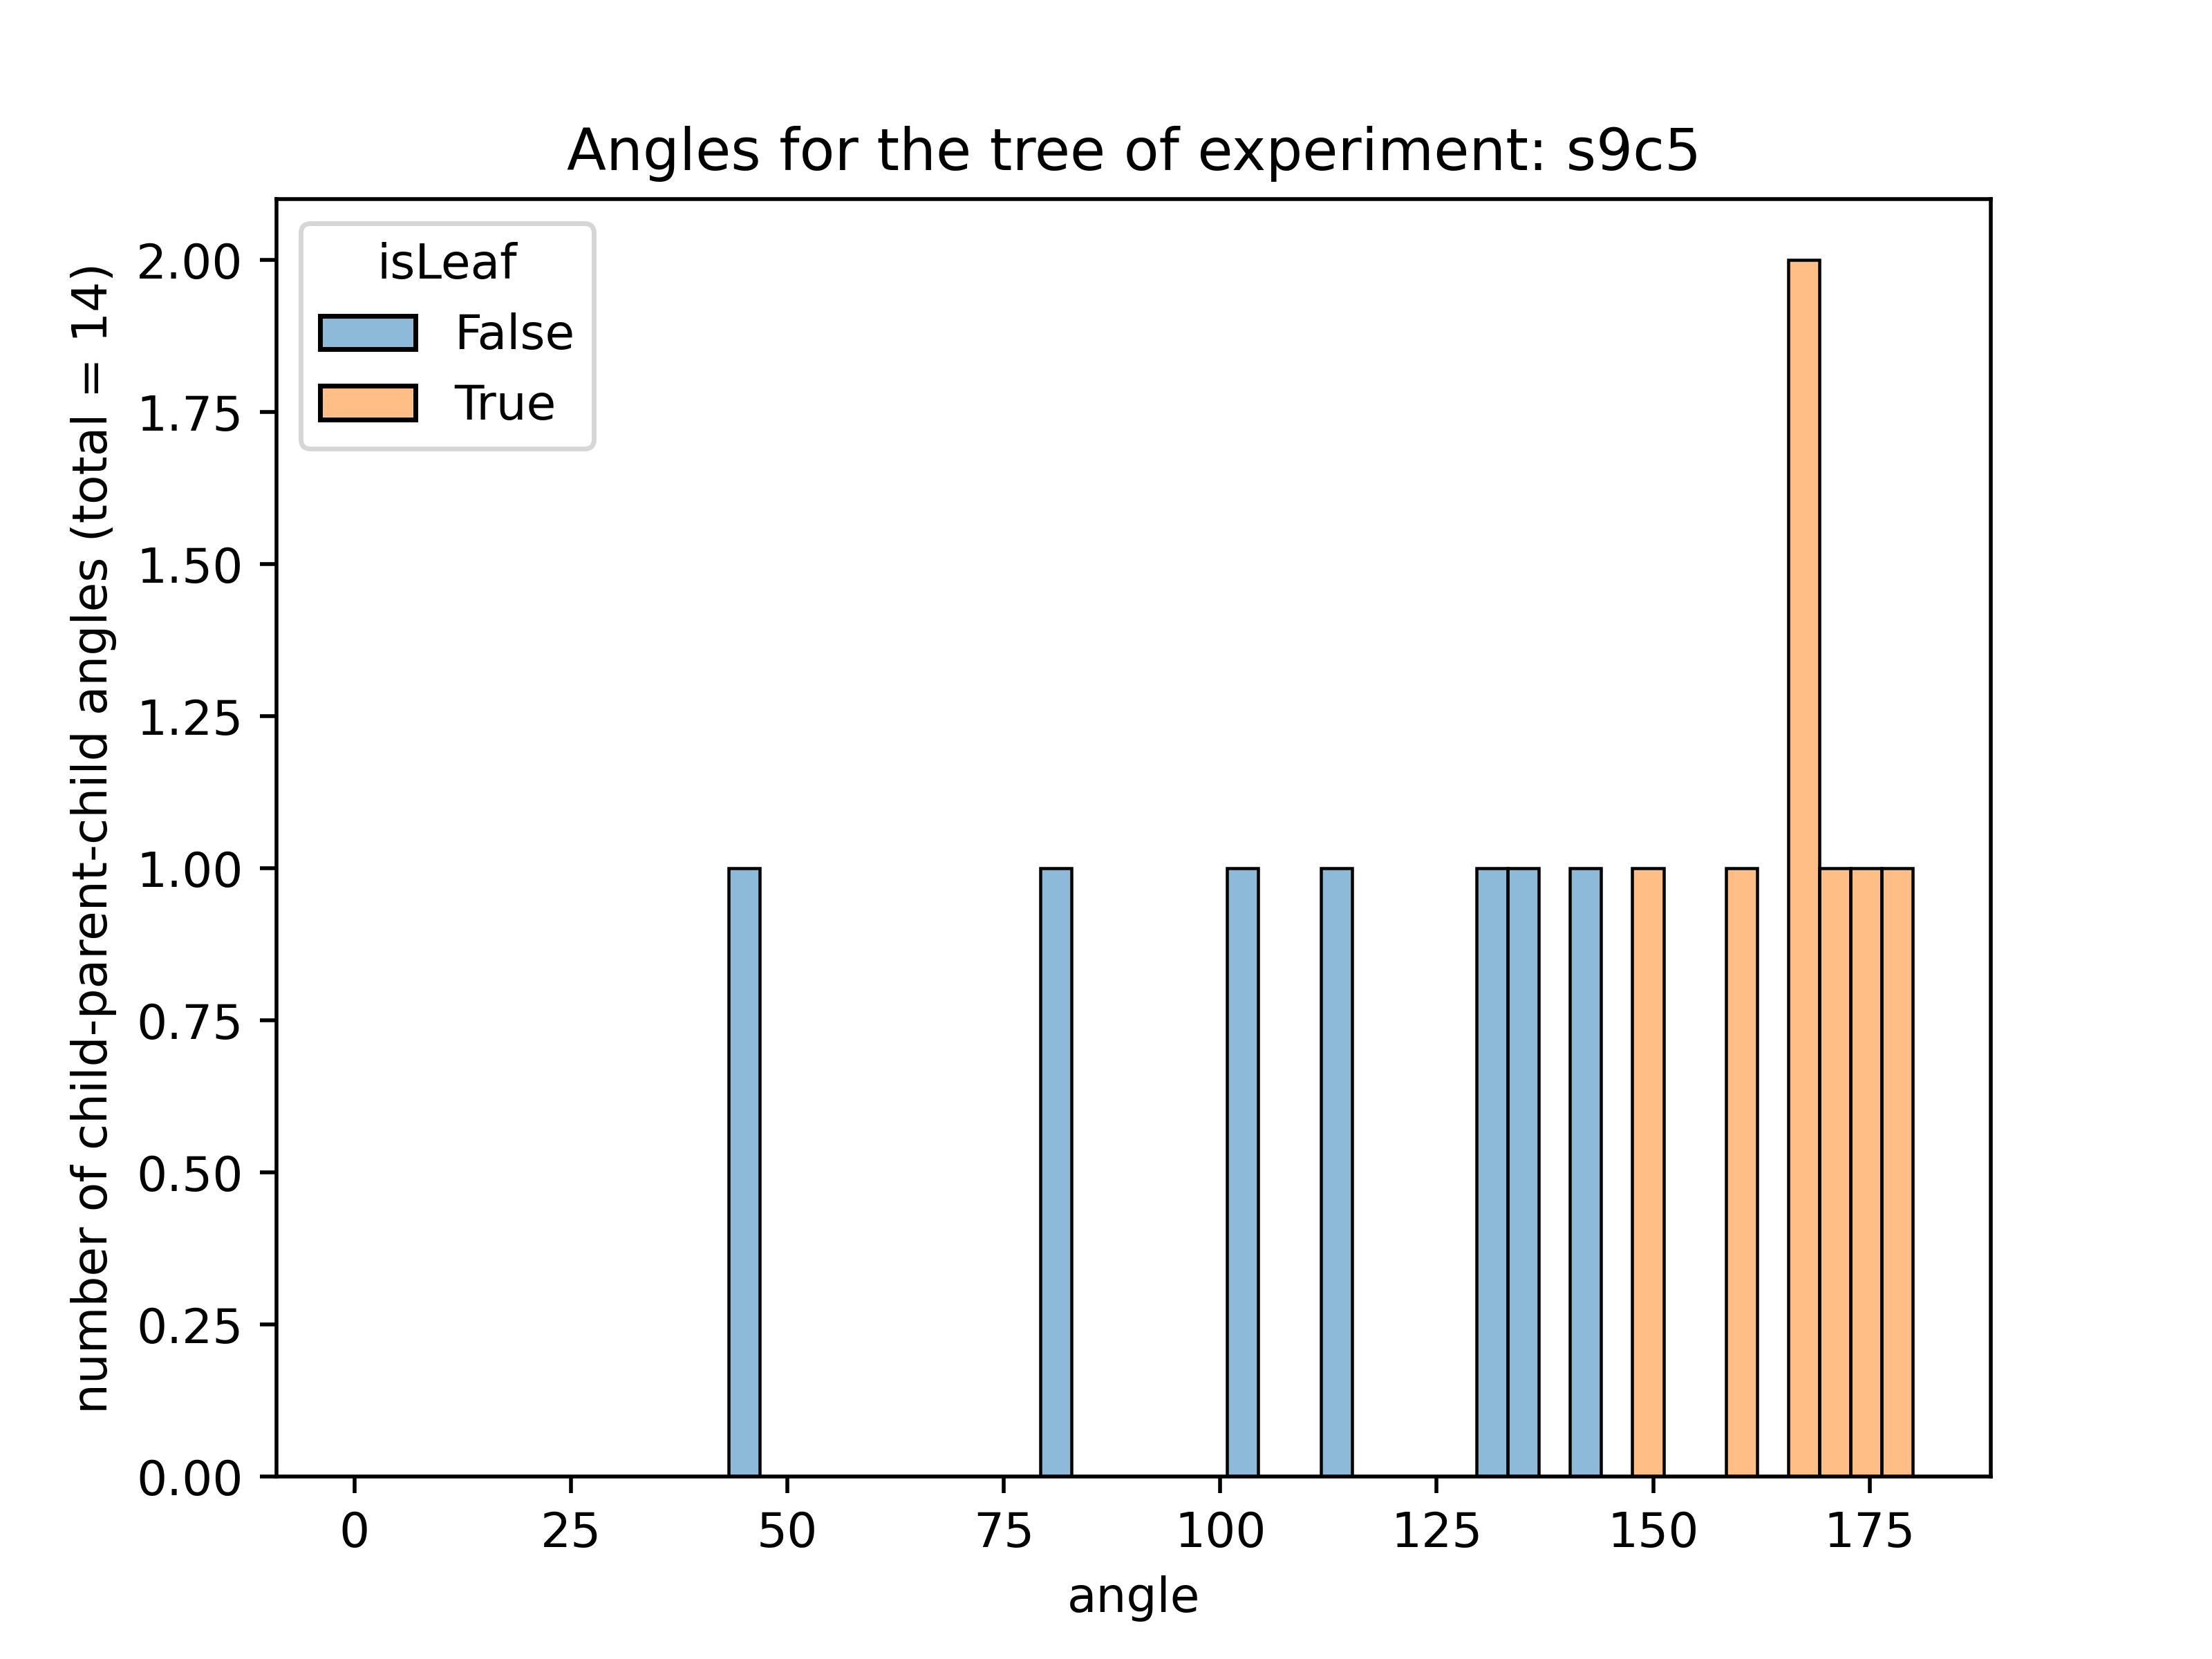 Angles for the tree of experiment: s9c5
isLeaf
False
True
number of child-parent-child angles (total = 14)
2.00
1.75
1.50
1.25
1.00
0.75
0.50
0.25
0.00
0 25 50 75 100 125 150 175
angle